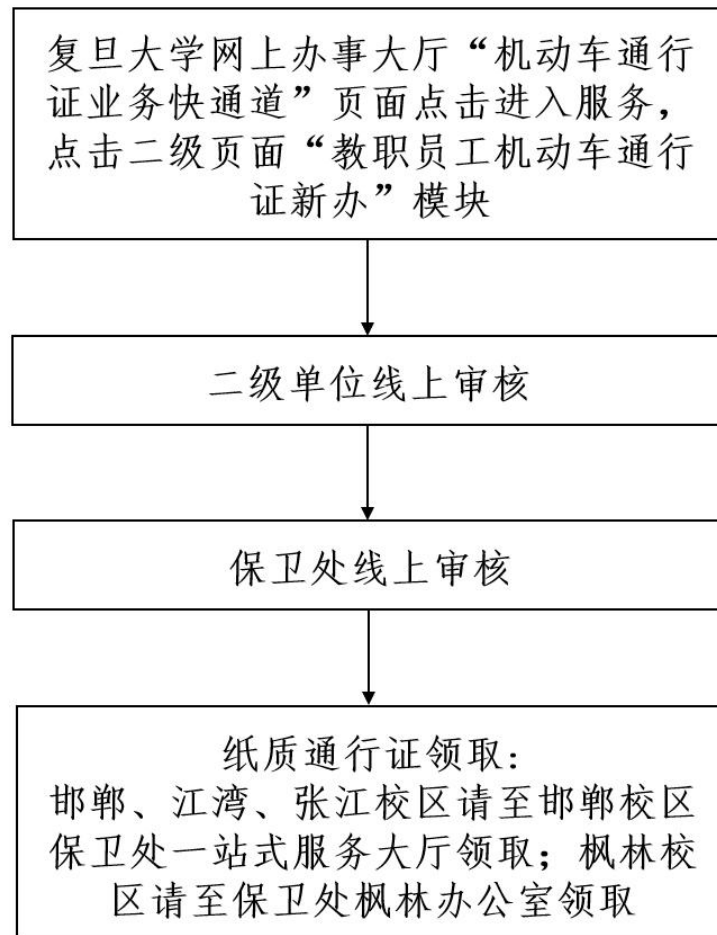 复旦大学网上办事大厅“机动车通行
证业务快通道”页面点击进入服务，
点击二级页面“教职员工机动车通行
证新办”模块
二级单位线上审核
保卫处线上审核
纸质通行证领取：
邯郸、江湾、张江校区请至邯郸校区
保卫处一站式服务大厅领取；枫林校
区请至保卫处枫林办公室领取